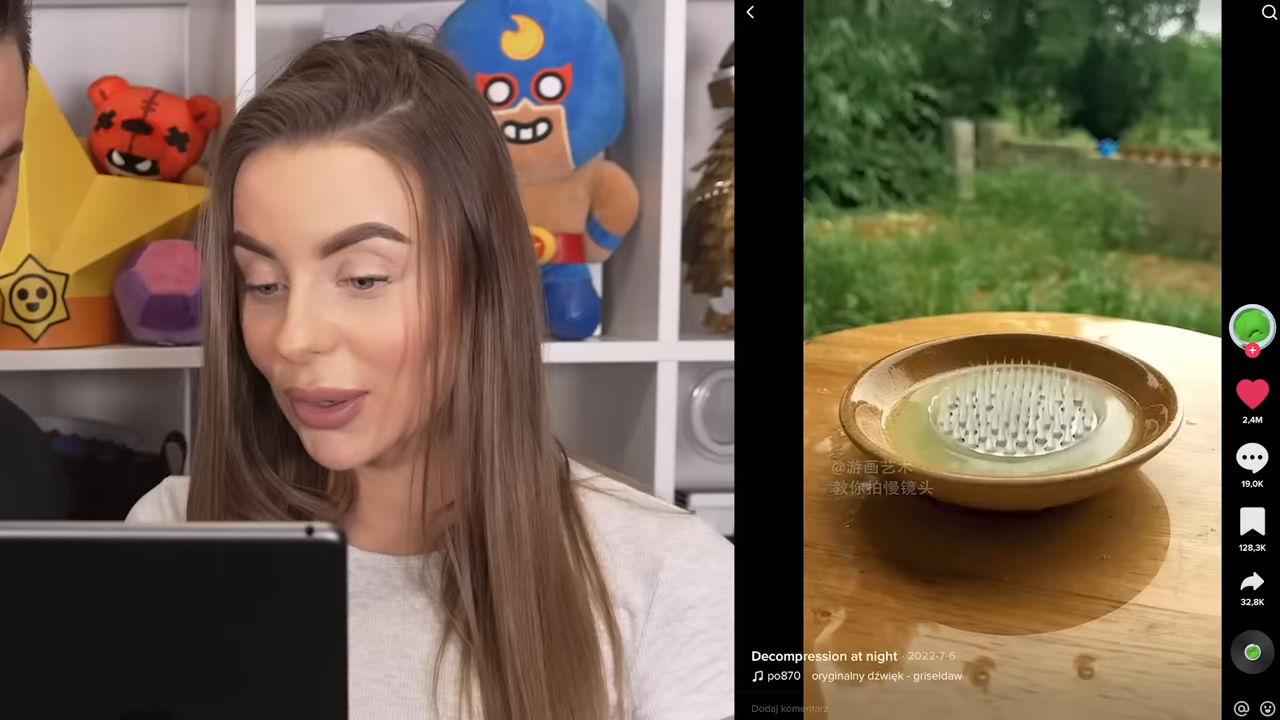 2,4M
19,0K
128,3K
32,8K
@游画艺术
教你拍慢镜头
Decompression at night · 2022-7-6
po870 oryginalny dźwięk - griseldaw
Dodaj komentarz